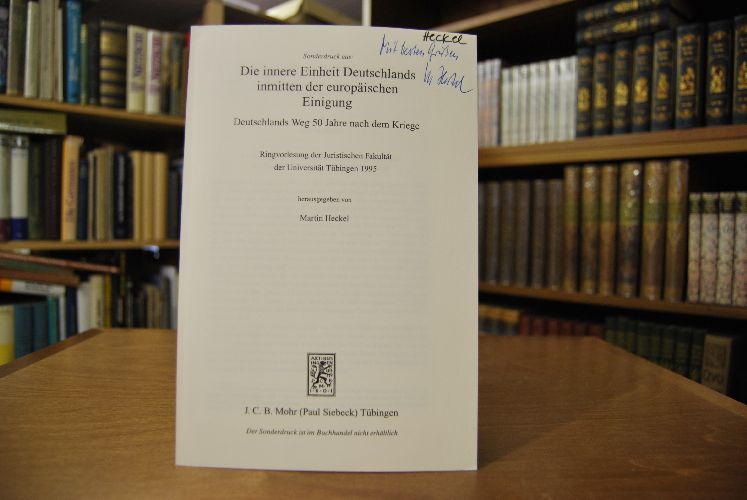 Heckel
Mit besten Grüßen
Sonderdruck aus:
Die innere Einheit Deutschlands
inmitten der europäischen
Einigung
Deutschlands Weg 50 Jahre nach dem Kriege
Ringvorlesung der Juristischen Fakultät
der Universität Tübingen 1995
herausgegeben von
Martin Heckel
J. C. B. Mohr (Paul Siebeck) Tübingen
Der Sonderdruck ist im Buchhandel nicht erhältlich